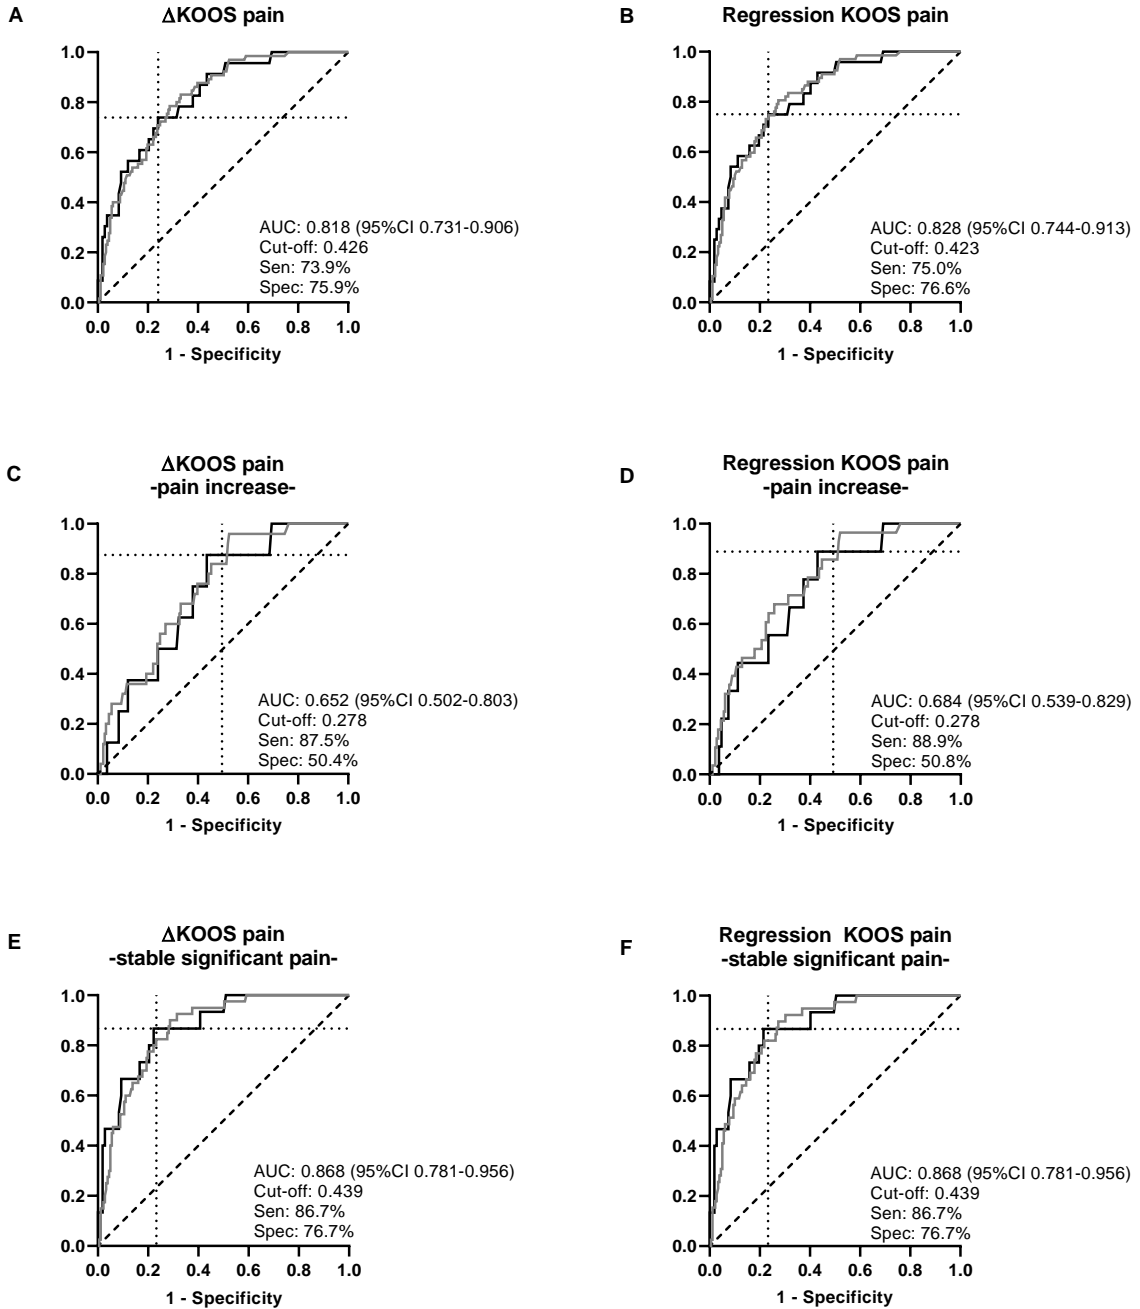 A
ΔKOOS pain
1.0
0.8
0.6
0.4
0.2
0.0
AUC: 0.818 (95%CI 0.731-0.906)
Cut-off: 0.426
Sen: 73.9%
Spec: 75.9%
0.0 0.2 0.4 0.6 0.8 1.0
1 - Specificity
B
Regression KOOS pain
1.0
0.8
0.6
0.4
0.2
0.0
AUC: 0.828 (95%CI 0.744-0.913)
Cut-off: 0.423
Sen: 75.0%
Spec: 76.6%
0.0 0.2 0.4 0.6 0.8 1.0
1 - Specificity
C
ΔKOOS pain
-pain increase-
1.0
0.8
0.6
0.4
0.2
0.0
AUC: 0.652 (95%CI 0.502-0.803)
Cut-off: 0.278
Sen: 87.5%
Spec: 50.4%
0.0 0.2 0.4 0.6 0.8 1.0
1 - Specificity
D
Regression KOOS pain
-pain increase-
1.0
0.8
0.6
0.4
0.2
0.0
AUC: 0.684 (95%CI 0.539-0.829)
Cut-off: 0.278
Sen: 88.9%
Spec: 50.8%
0.0 0.2 0.4 0.6 0.8 1.0
1 - Specificity
E
ΔKOOS pain
-stable significant pain-
1.0
0.8
0.6
0.4
0.2
0.0
AUC: 0.868 (95%CI 0.781-0.956)
Cut-off: 0.439
Sen: 86.7%
Spec: 76.7%
0.0 0.2 0.4 0.6 0.8 1.0
1 - Specificity
F
Regression KOOS pain
-stable significant pain-
1.0
0.8
0.6
0.4
0.2
0.0
AUC: 0.868 (95%CI 0.781-0.956)
Cut-off: 0.439
Sen: 86.7%
Spec: 76.7%
0.0 0.2 0.4 0.6 0.8 1.0
1 - Specificity